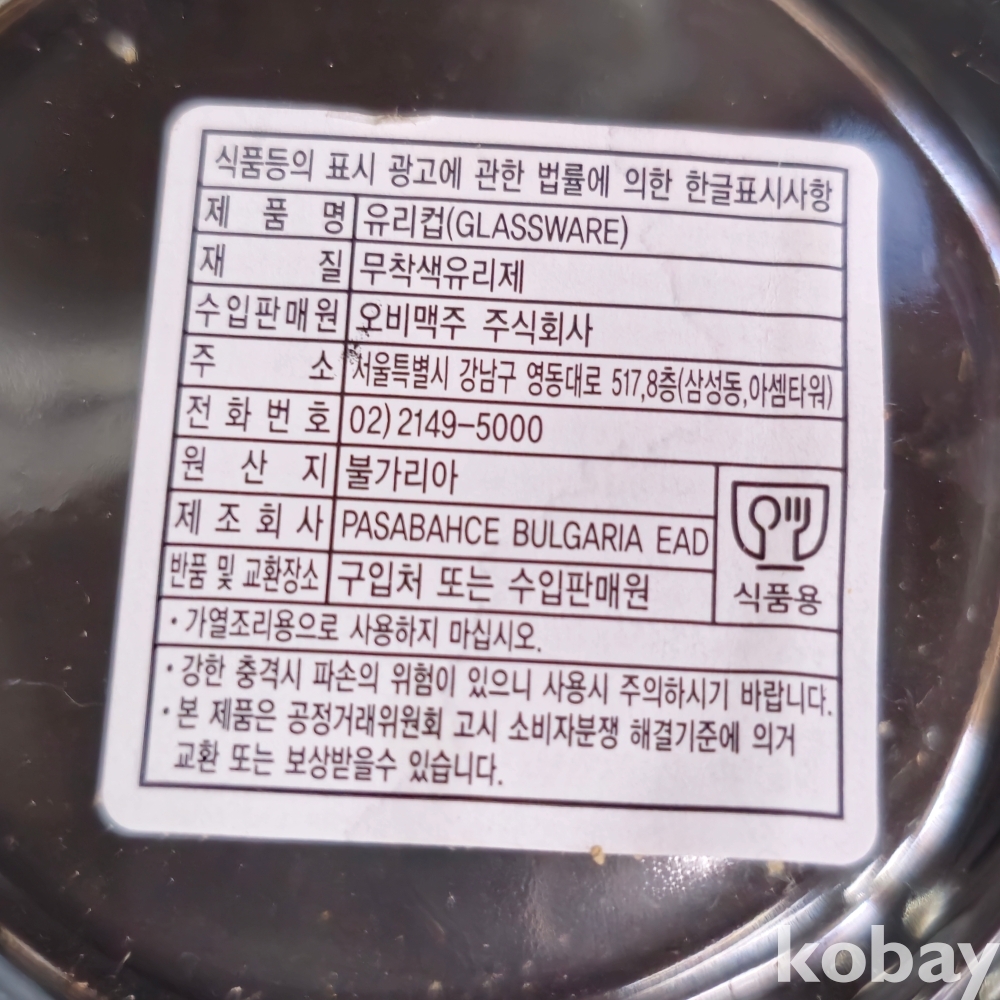 식품등의 표시 광고에 관한 법률에 의한 한글표시사항
제 품 명 유리컵(GLASSWARE)
재 질 무착색유리제
수입판매원 오비맥주 주식회사
주 소 서울특별시 강남구 영동대로 517,8층(삼성동,아셈타워)
전 화 번 호 02) 2149-5000
원 산 지 불가리아
제 조 회 사 PASABAHCE BULGARIA EAD
반품 및 교환장소 구입처 또는 수입판매원
식품용
·가열조리용으로 사용하지 마십시오.
·강한 충격시 파손의 위험이 있으니 사용시 주의하시기 바랍니다.
·본 제품은 공정거래위원회 고시 소비자분쟁 해결기준에 의거
교환 또는 보상받을수 있습니다.
kobay